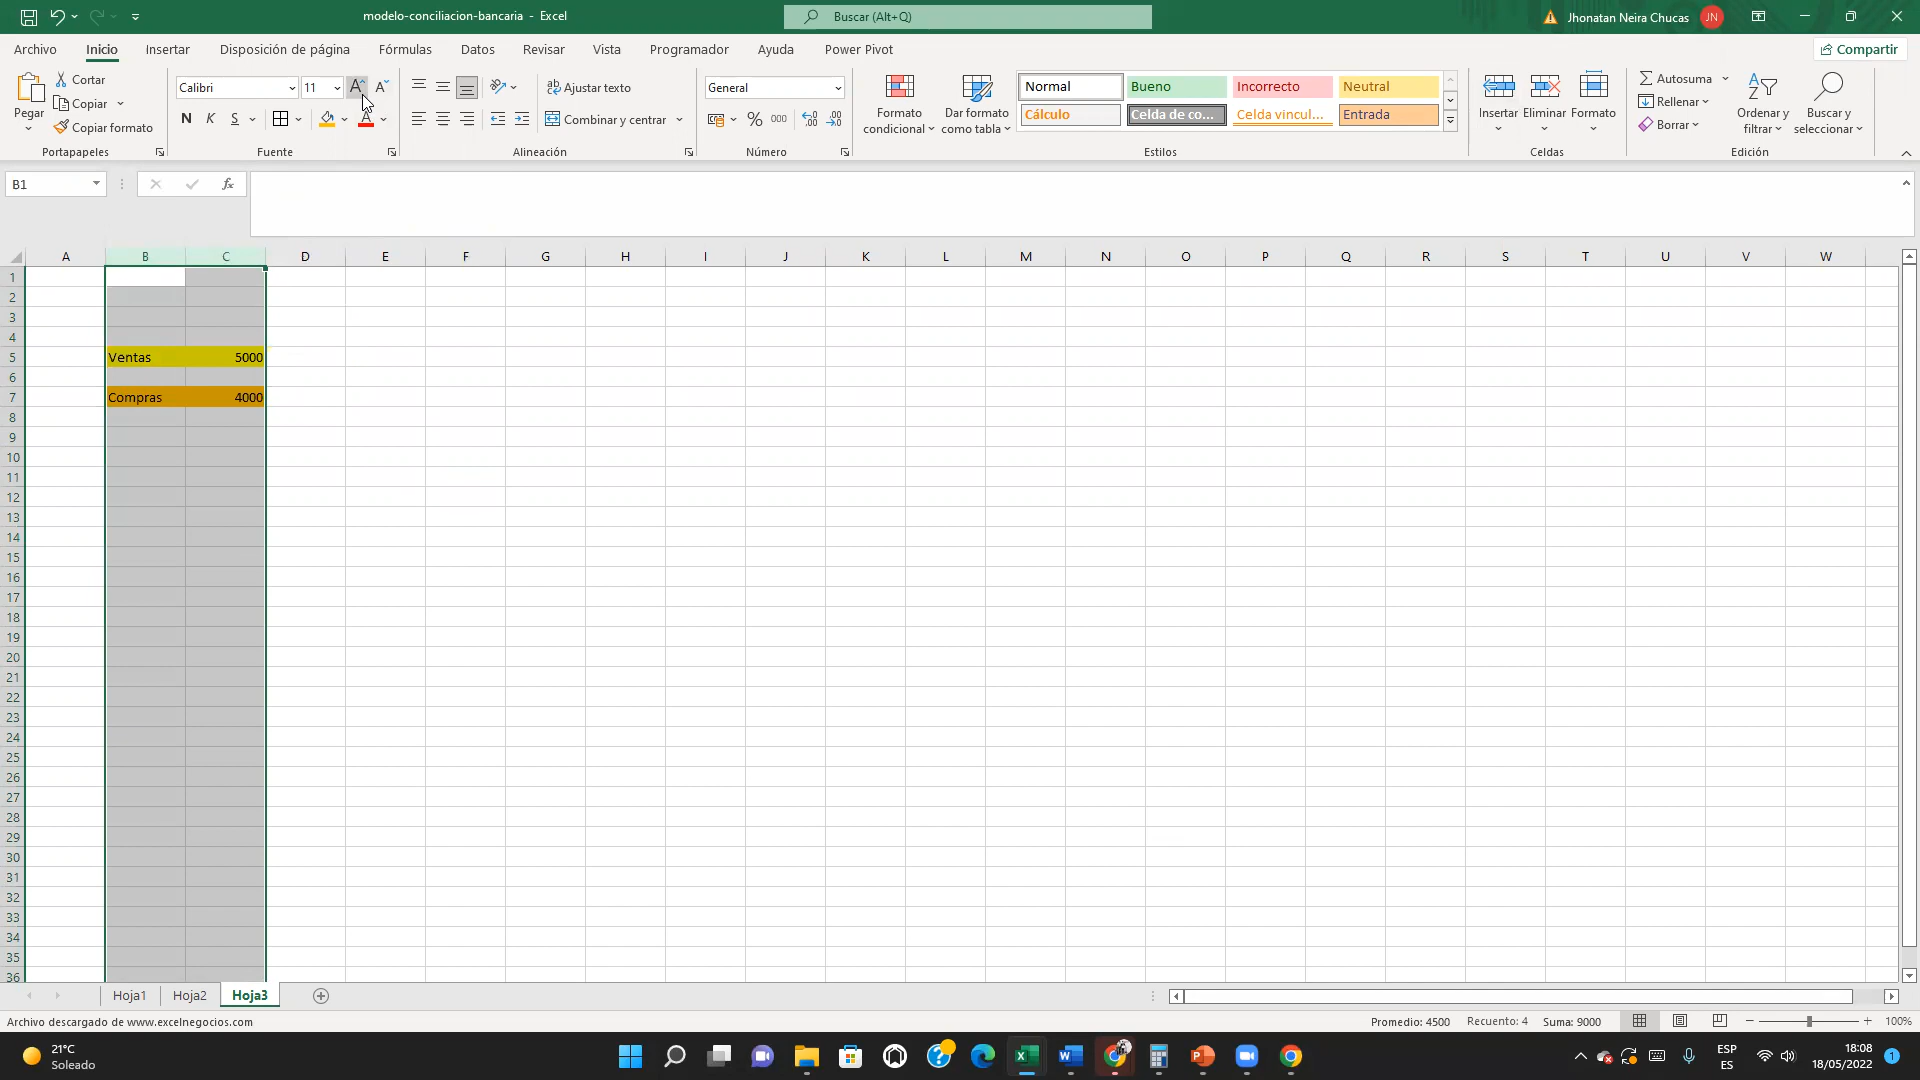 modelo-conciliacion-bancaria - Excel
Buscar (Alt+Q)
Jhonatan Neira Chucas
JN
Archivo Inicio Insertar Disposición de página Fórmulas Datos Revisar Vista Programador Ayuda Power Pivot
Compartir
Pegar
Cortar
Copiar
Copiar formato
Portapapeles
Calibri 11
N K S
Fuente
Ajustar texto
Combinar y centrar
Alineación
General
% 000
Número
Formato condicional
Dar formato como tabla
Normal Bueno Incorrecto Neutral
Cálculo Celda de co... Celda vincul... Entrada
Estilos
Insertar Eliminar Formato
Celdas
Autosuma
Rellenar
Borrar
Ordenar y filtrar
Buscar y seleccionar
Edición
B1
fx
A B C D E F G H I J K L M N O P Q R S T U V W
1
2
3
4
5 Ventas 5000
6
7 Compras 4000
8
9
10
11
12
13
14
15
16
17
18
19
20
21
22
23
24
25
26
27
28
29
30
31
32
33
34
35
36
Hoja1 Hoja2 Hoja3
Archivo descargado de www.excelnegocios.com
Promedio: 4500 Recuento: 4 Suma: 9000
100%
21°C
Soleado
ESP
ES
18:08
18/05/2022
1